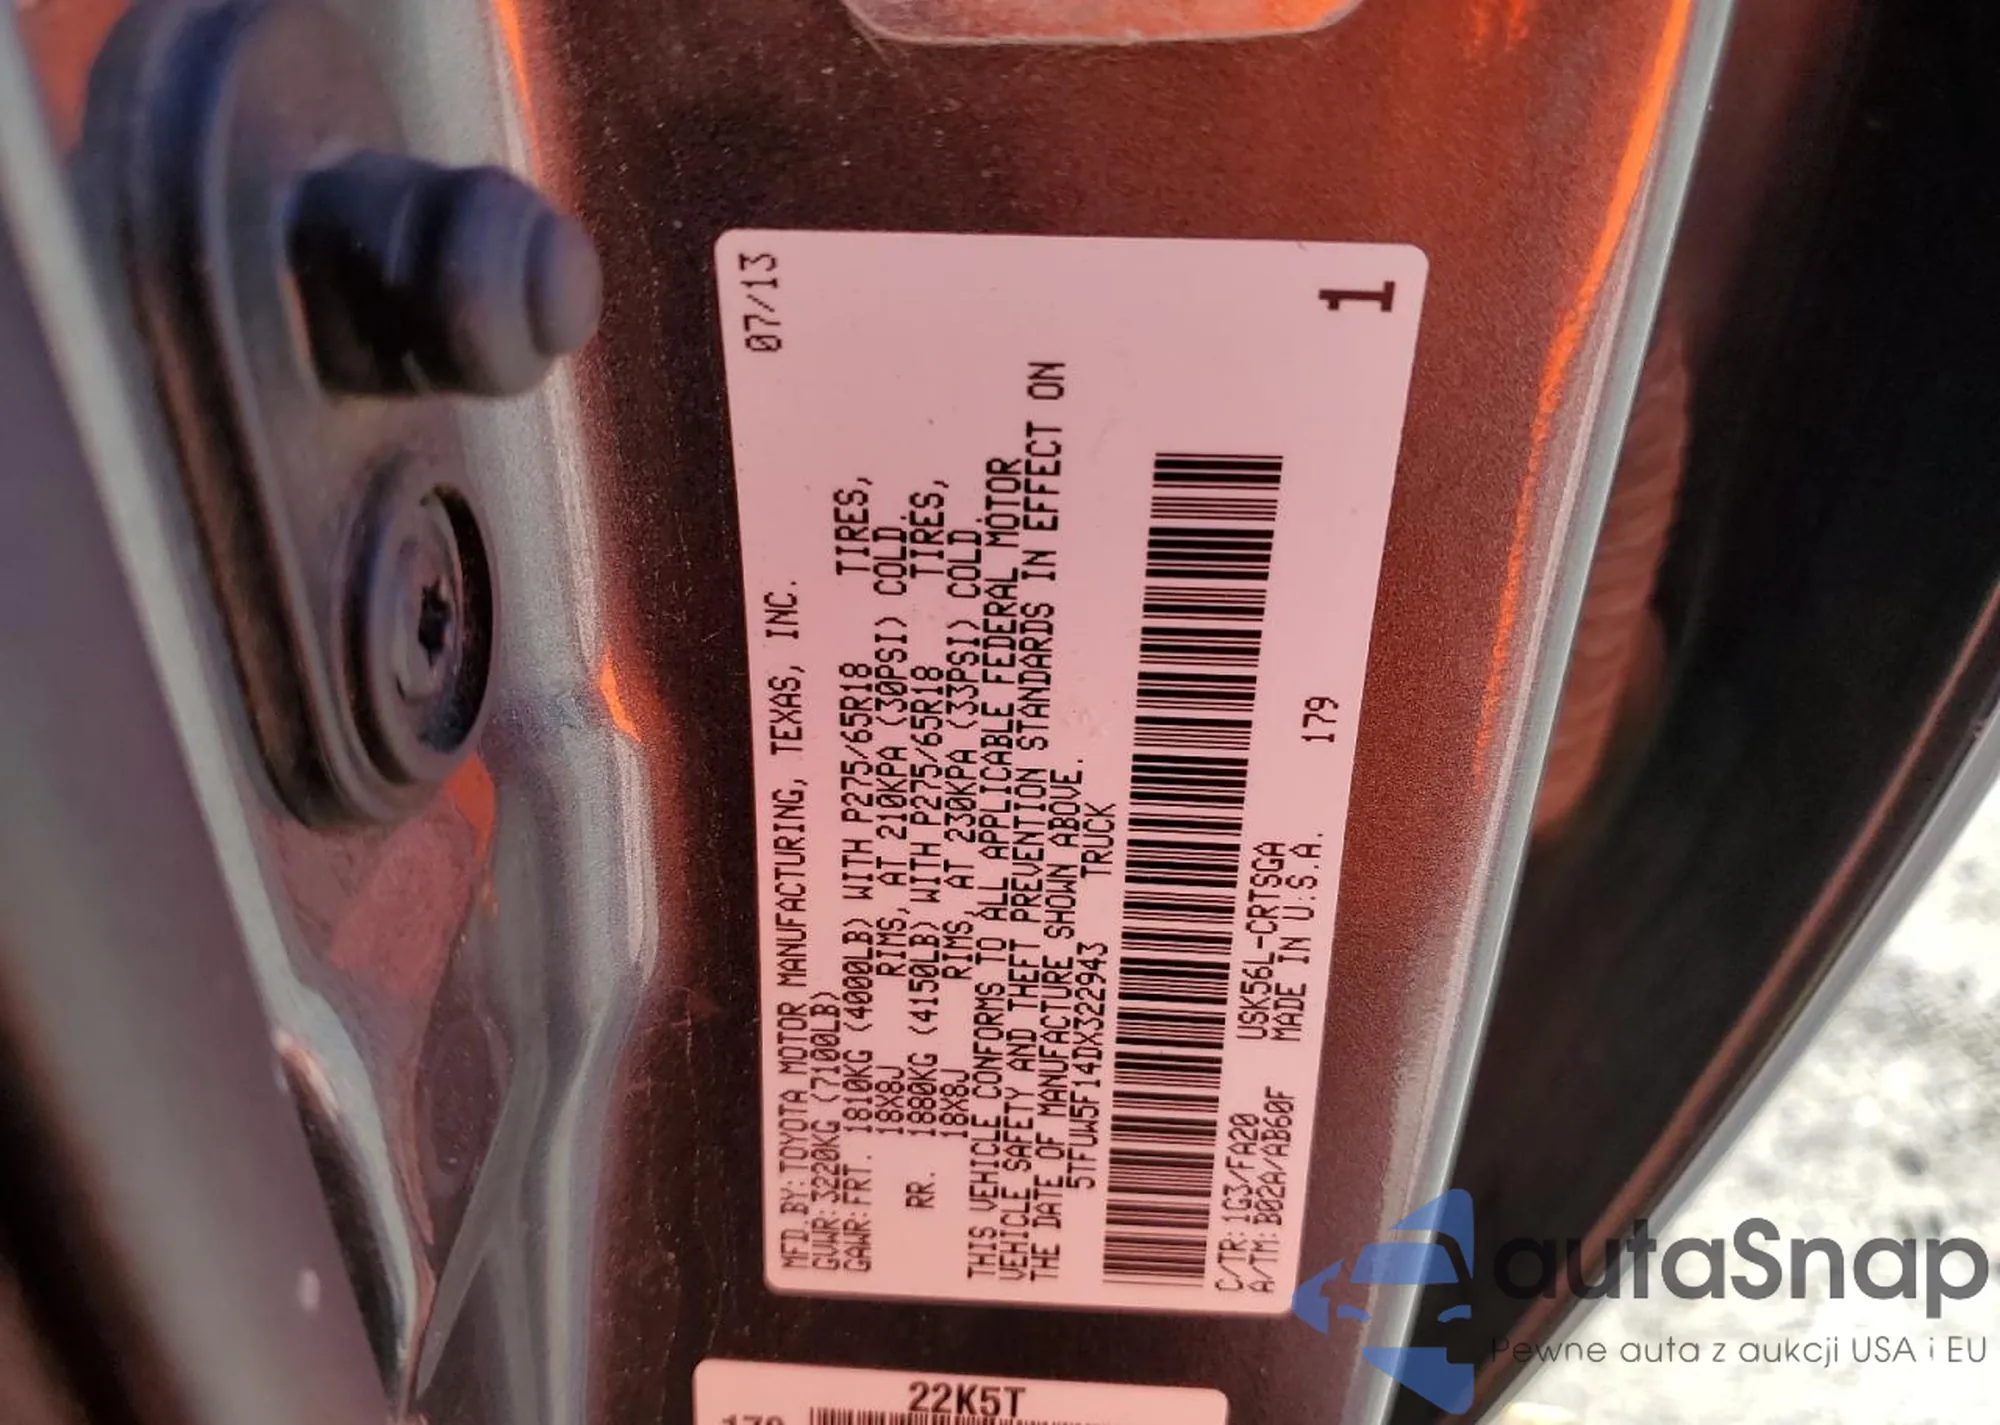 07/13
MFD.BY:TOYOTA MOTOR MANUFACTURING, TEXAS, INC.
GVWR:3220KG (7100LB)
GAWR:FRT. 1810KG (4000LB) WITH P275/65R18 TIRES,
18X8J RIMS, AT 210KPA (30PSI) COLD.
RR. 1880KG (4150LB) WITH P275/65R18 TIRES,
18X8J RIMS, AT 230KPA (33PSI) COLD.
THIS VEHICLE CONFORMS TO ALL APPLICABLE FEDERAL MOTOR
VEHICLE SAFETY AND THEFT PREVENTION STANDARDS IN EFFECT ON
THE DATE OF MANUFACTURE SHOWN ABOVE.
5TFUW5F14DX322943 TRUCK
C/TR:1G3/FA20 USK56L-CRTSGA
A/TM:B02A/AB60F MADE IN U.S.A.
179
1
22K5T
autaSnap
Pewne auta z aukcji USA i EU